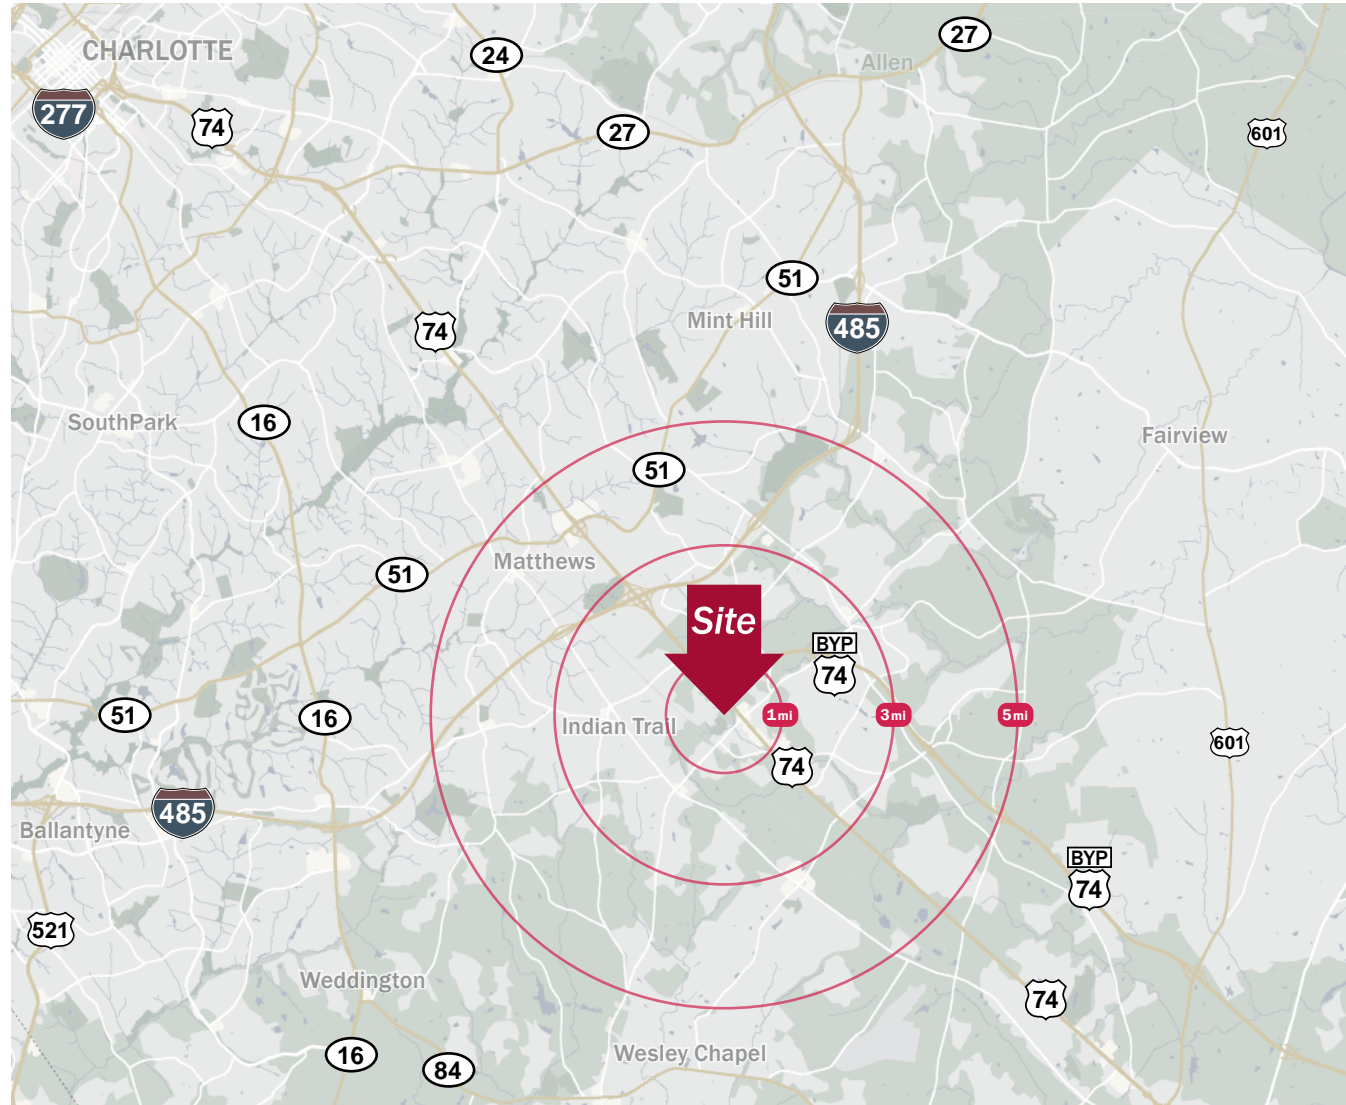 27
CHARLOTTE
24
Allen
277
74
27
601
51
Mint Hill
485
74
SouthPark
16
Fairview
51
Matthews
51
Site
BYP
74
51
16
Indian Trail
1mi
3mi
5mi
601
74
485
Ballantyne
BYP
74
521
Weddington
74
16
Wesley Chapel
84